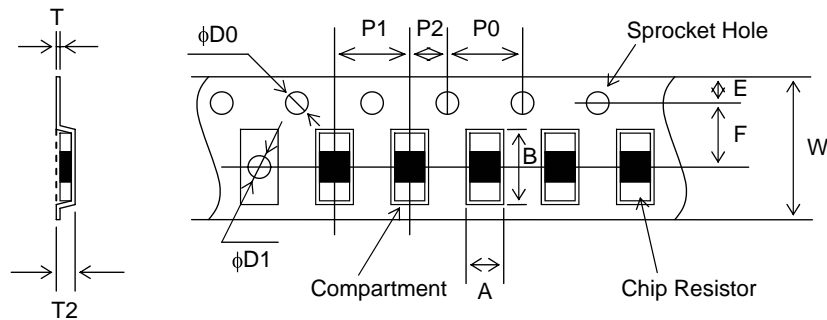 T
ϕD0
P1
P2
P0
Sprocket Hole
E
F
W
B
ϕD1
T2
Compartment
A
Chip Resistor